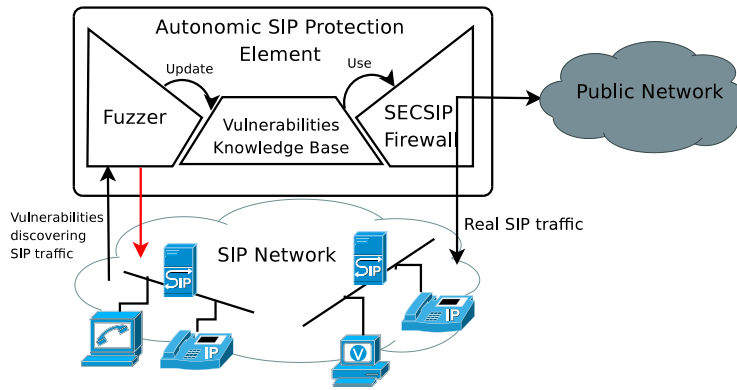 Autonomic SIP Protection
Element
Update
Use
Fuzzer
Vulnerabilities
Knowledge Base
SECSIP
Firewall
Public Network
Vulnerabilities
discovering
SIP traffic
Real SIP traffic
SIP Network
SIP
SIP
IP
IP
V